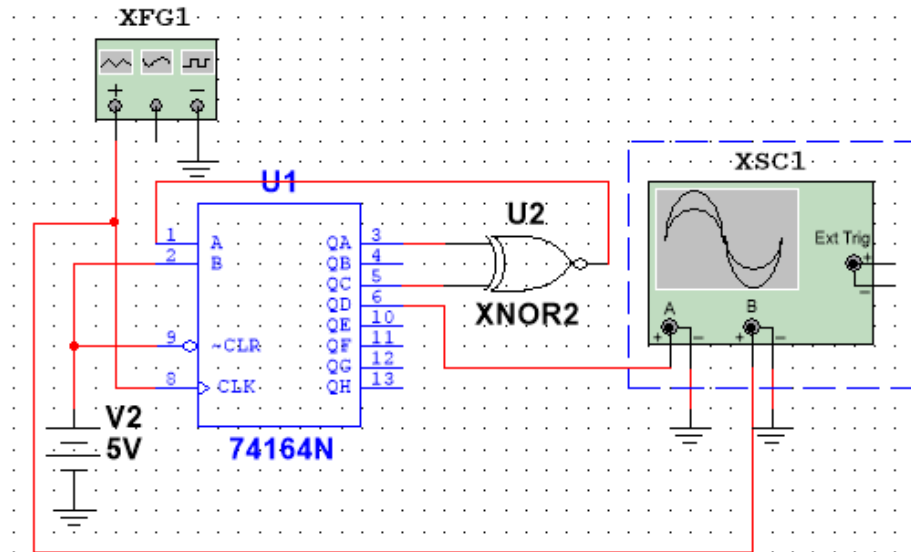 XFG1
+ −
U1
1 A
2 B
9 ~CLR
8 CLK
QA 3
QB 4
QC 5
QD 6
QE 10
QF 11
QG 12
QH 13
74164N
V2
5V
U2
XNOR2
XSC1
Ext Trig
+
−
A B
+ − + −